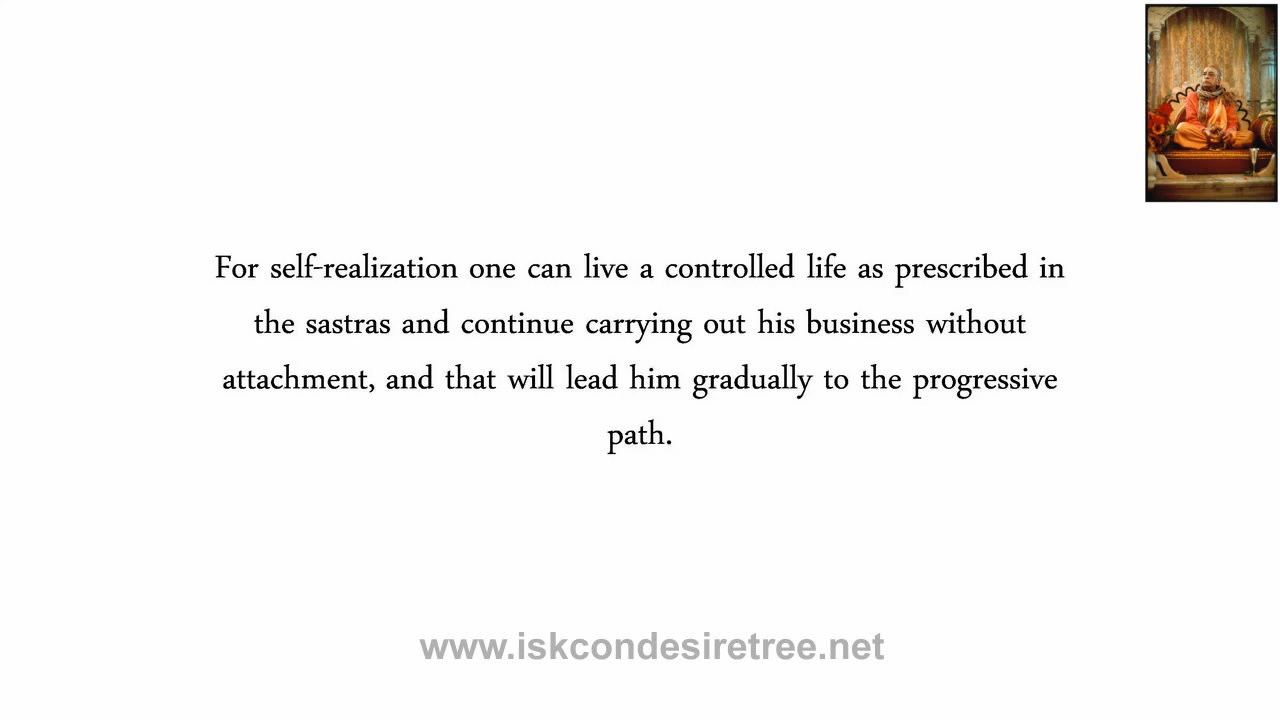 For self-realization one can live a controlled life as prescribed in
the sastras and continue carrying out his business without
attachment, and that will lead him gradually to the progressive
path.
www.iskcondesiretree.net